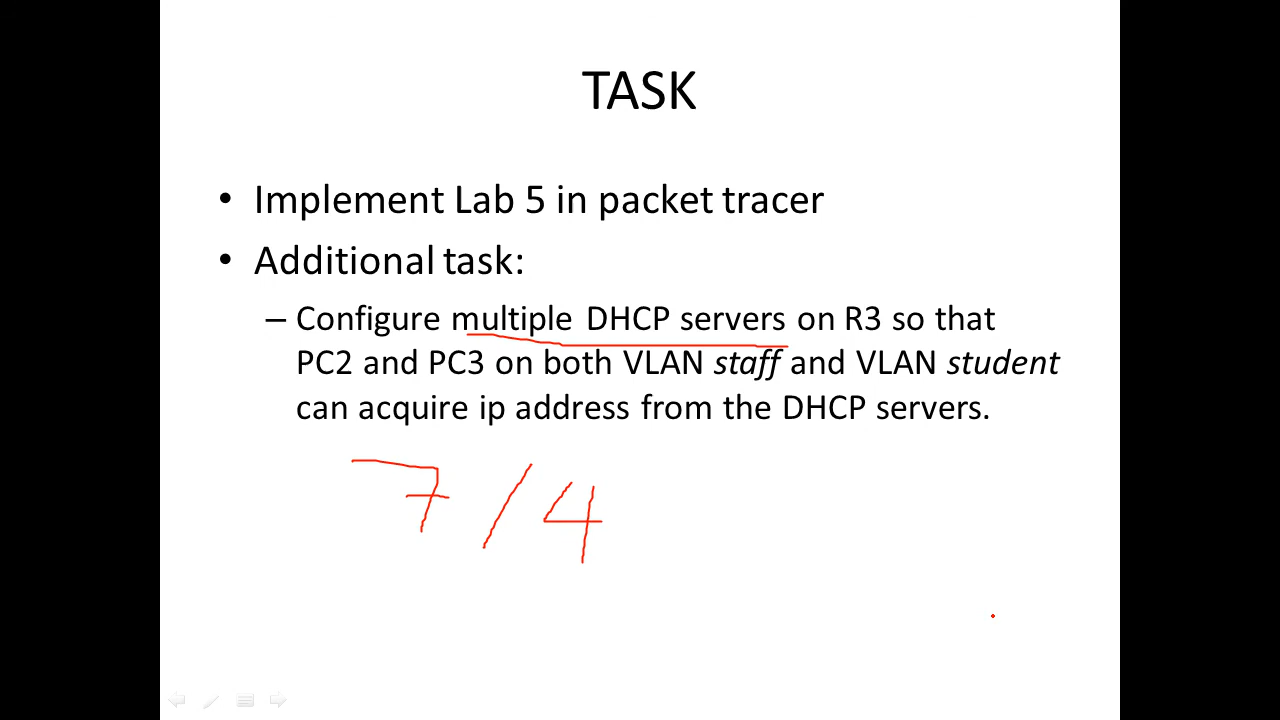 TASK
• Implement Lab 5 in packet tracer
• Additional task:
– Configure multiple DHCP servers on R3 so that
PC2 and PC3 on both VLAN staff and VLAN student
can acquire ip address from the DHCP servers.
7/4